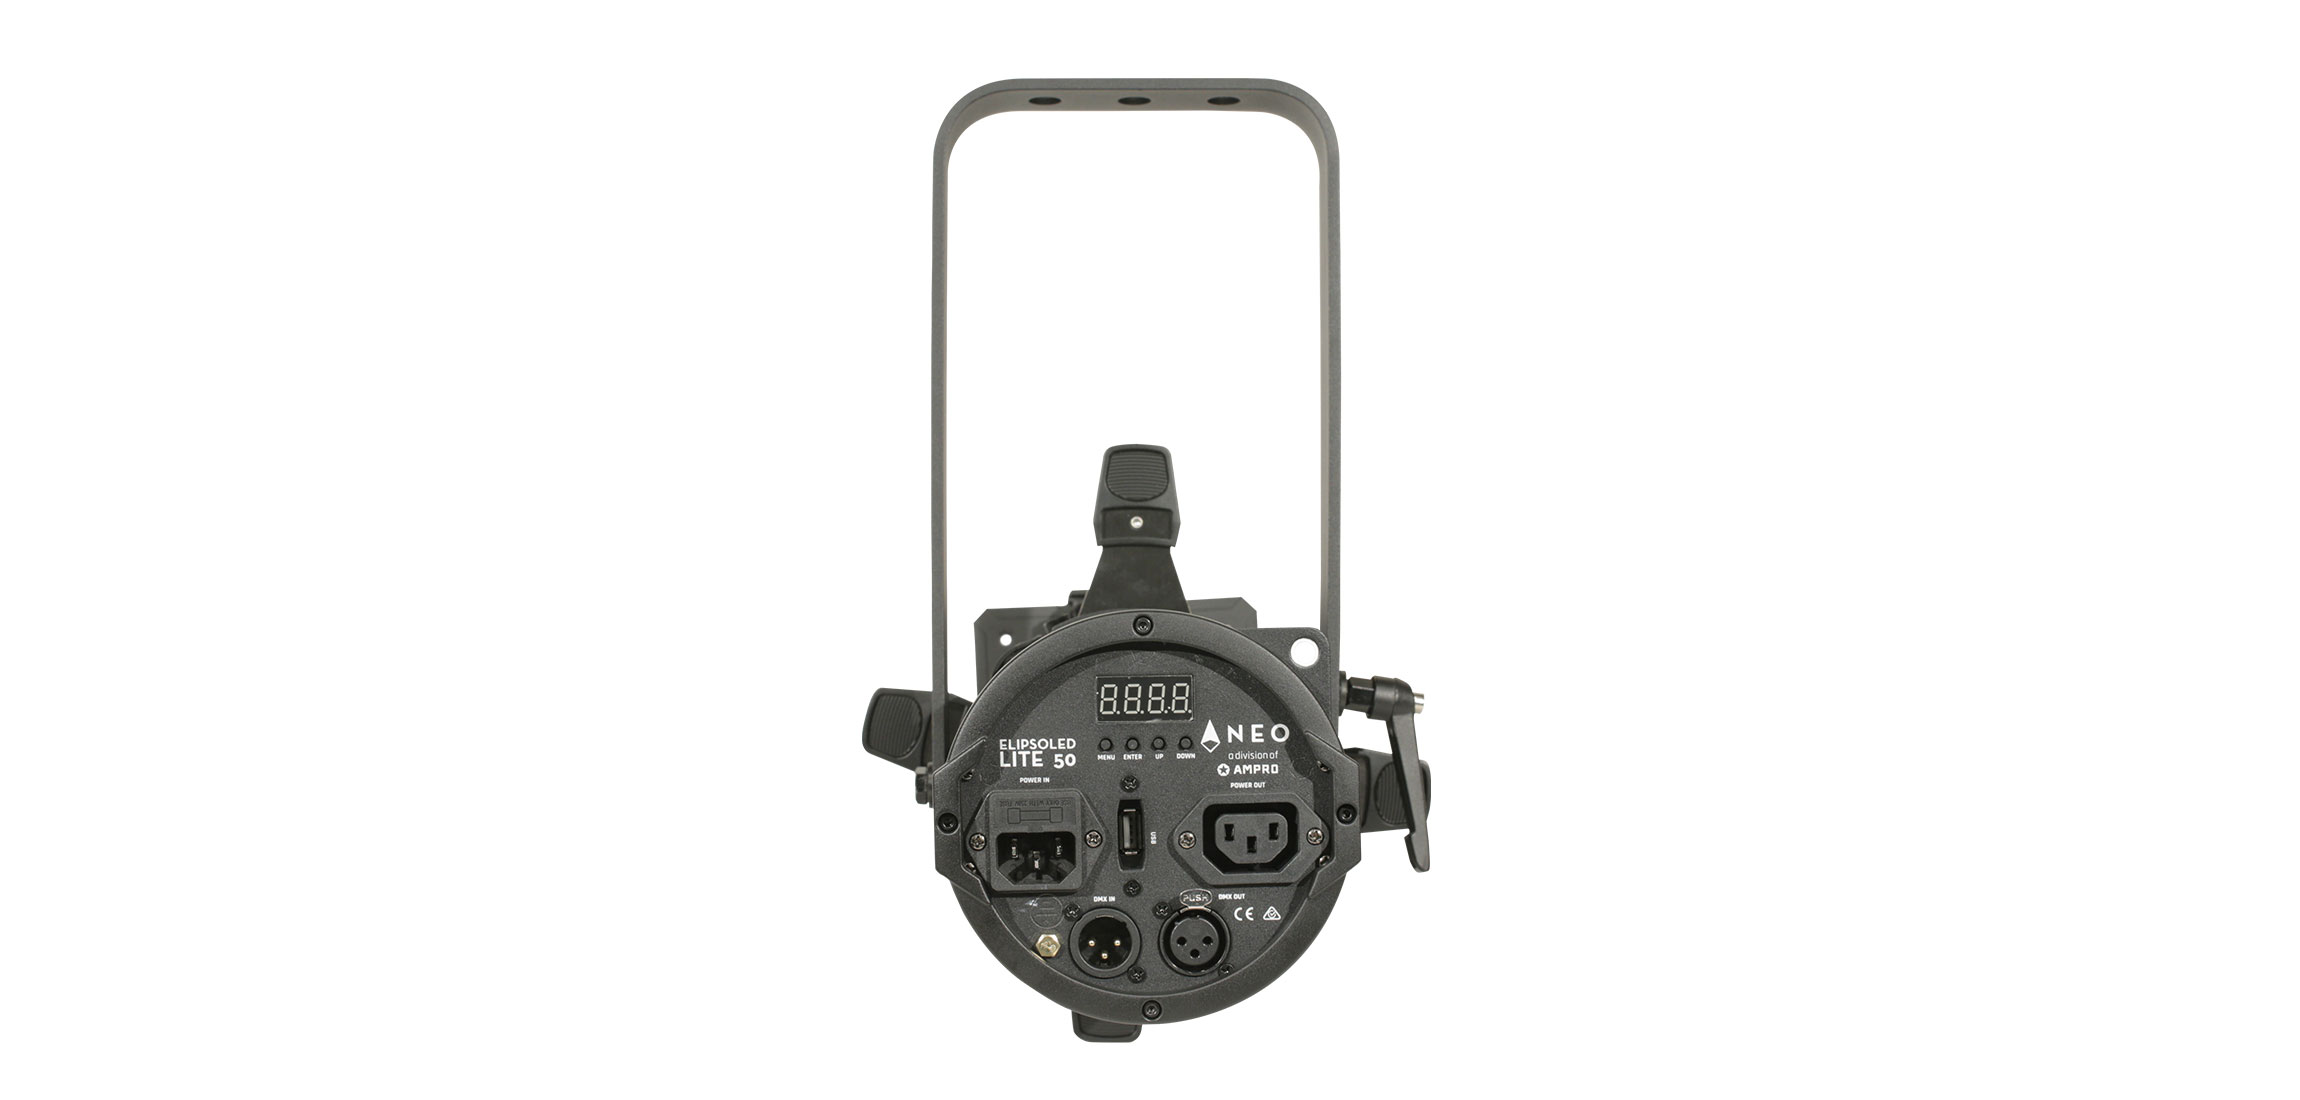 8.8.8.8.
NEO
a division of
AMPRO
ELIPSOLED
LITE 50
MENU ENTER UP DOWN
POWER IN
POWER OUT
USB
DMX IN
PUSH
DMX OUT
CE